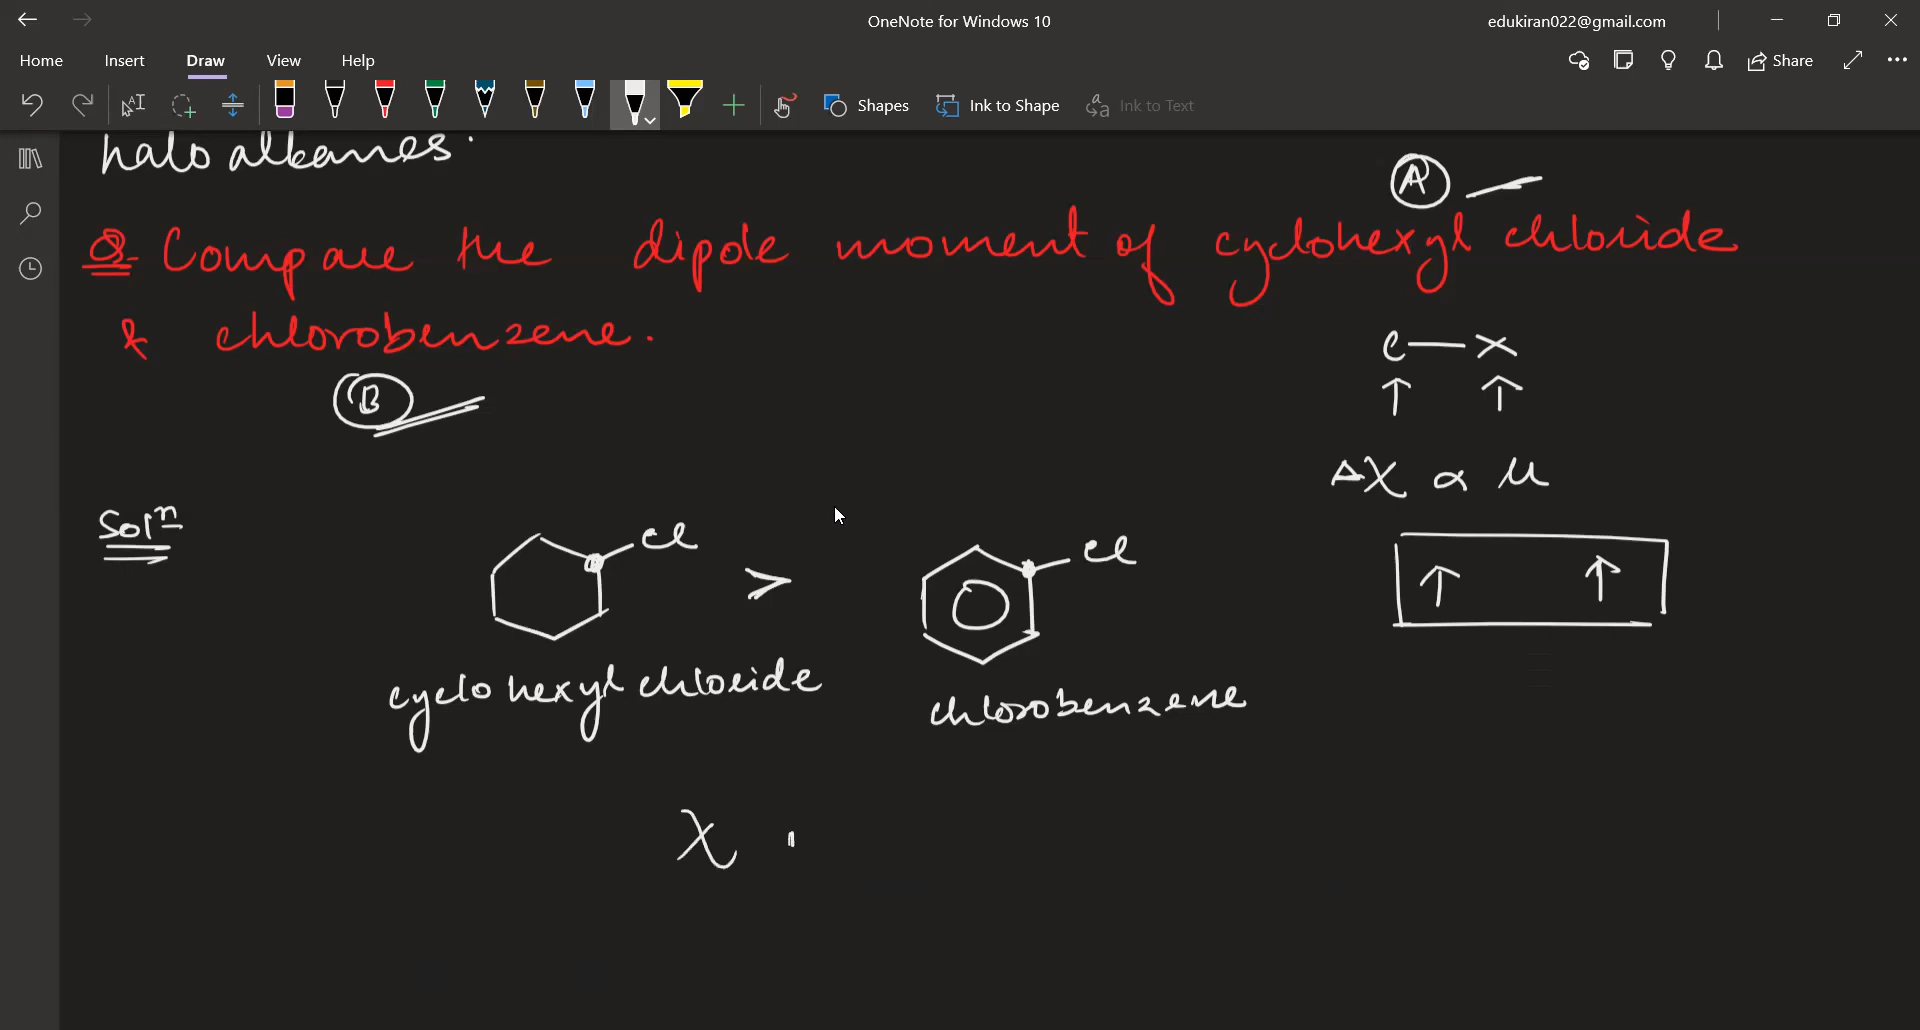 OneNote for Windows 10
edukiran022@gmail.com
Home Insert Draw View Help
Share
Shapes Ink to Shape Ink to Text
halo alkanes.
A
Q Compare the dipole moment of cyclohexyl chloride
& chlorobenzene.
B
C—X
↑ ↑
Δχ α μ
Solⁿ
Cl > Cl
↑ ↑
cyclo hexyl chloride
chlorobenzene
χ